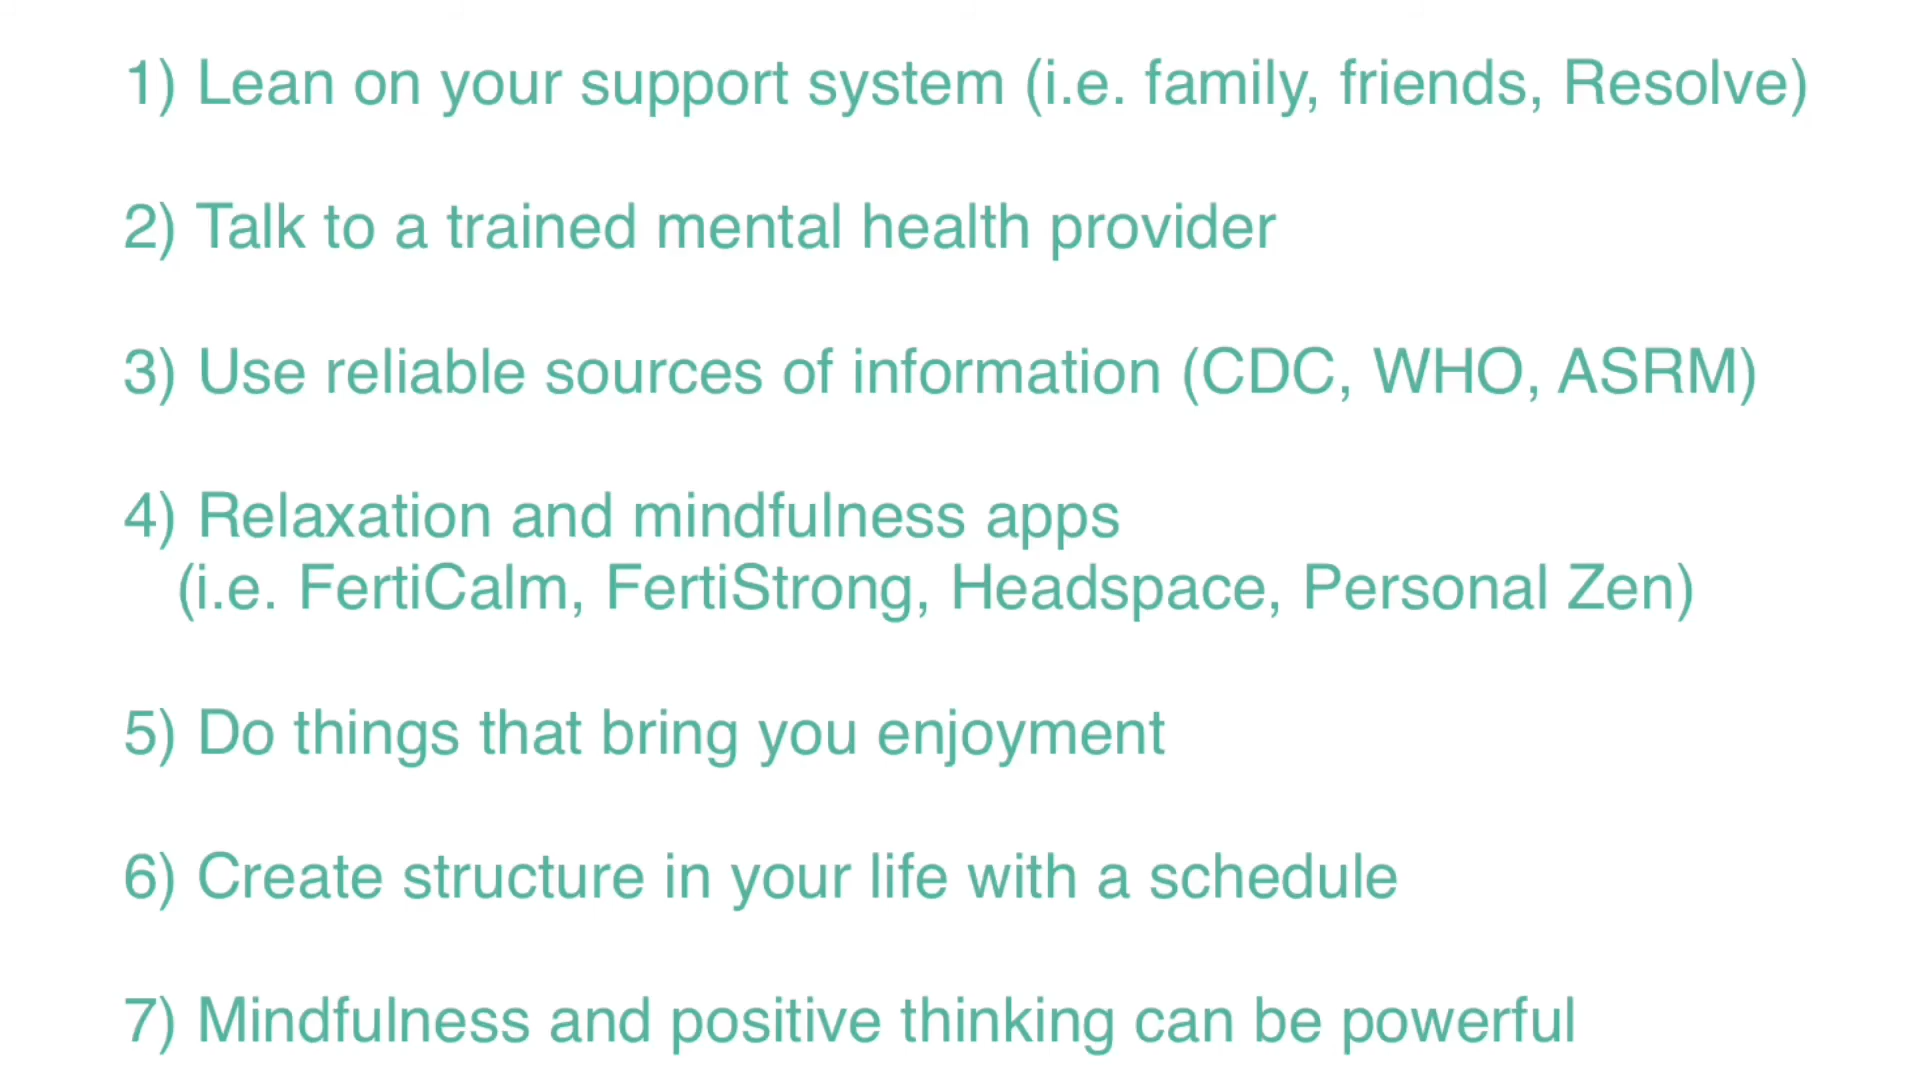 1) Lean on your support system (i.e. family, friends, Resolve)
2) Talk to a trained mental health provider
3) Use reliable sources of information (CDC, WHO, ASRM)
4) Relaxation and mindfulness apps
(i.e. FertiCalm, FertiStrong, Headspace, Personal Zen)
5) Do things that bring you enjoyment
6) Create structure in your life with a schedule
7) Mindfulness and positive thinking can be powerful